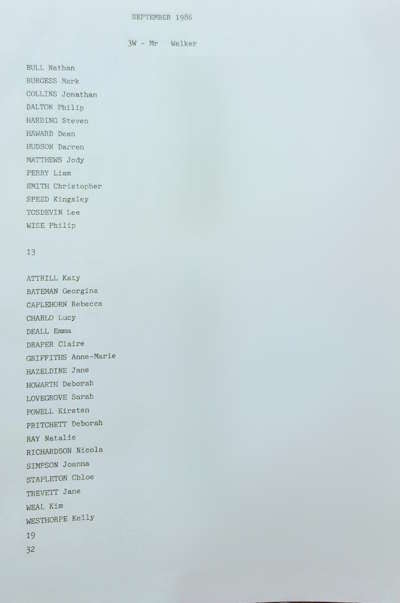 SEPTEMBER 1986
3W - Mr Walker
BULL Nathan
BURGESS Mark
COLLINS Jonathan
DALTON Philip
HARDING Steven
HAWARD Dean
HUDSON Darren
MATTHEWS Jody
PERRY Liam
SMITH Christopher
SPEED Kingsley
TOSDEVIN Lee
WISE Philip
13
ATTRILL Katy
BATEMAN Georgina
CAPLEHORN Rebecca
CHARLO Lucy
DEALL Emma
DRAPER Claire
GRIFFITHS Anne-Marie
HAZELDINE Jane
HOWARTH Deborah
LOVEGROVE Sarah
POWELL Kirsten
PRITCHETT Deborah
RAY Natalie
RICHARDSON Nicola
SIMPSON Joanna
STAPLETON Chloe
TREVETT Jane
WEAL Kim
WESTHORPE Kelly
19
32